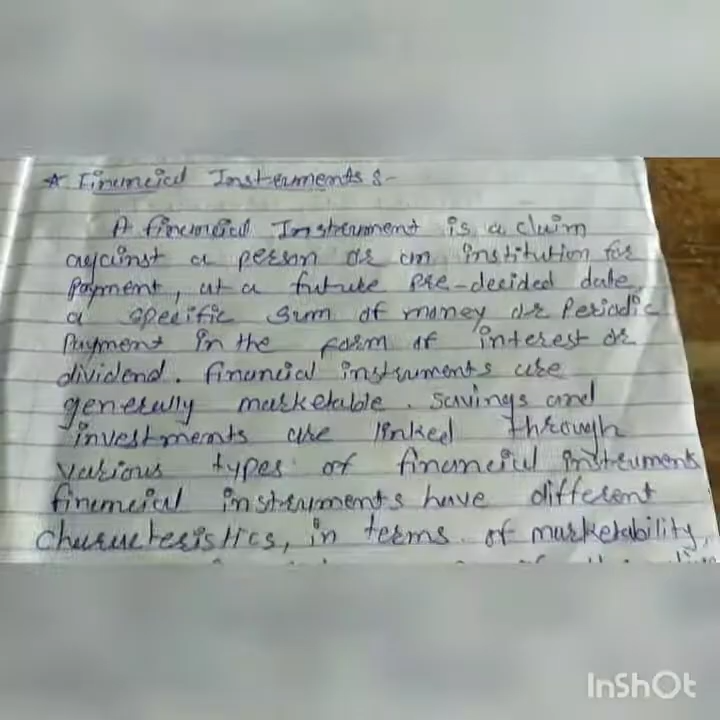 * Financial Instruments :-
A financial Instrument is a claim
against a person or an institution for
Payment, at a future pre-decided date,
a specific sum of money or Periodic
Payment in the form of interest or
dividend. financial instruments are
generally marketable. savings and
investments are linked through
various types of financial instruments
financial instruments have different
characteristics, in terms of marketability,
InShOt